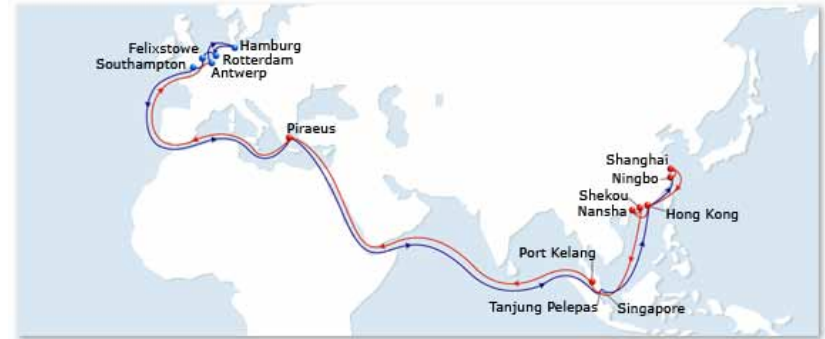 Felixstowe
Hamburg
Southampton
Rotterdam
Antwerp
Piraeus
Shanghai
Ningbo
Shekou
Nansha
Hong Kong
Port Kelang
Tanjung Pelepas
Singapore